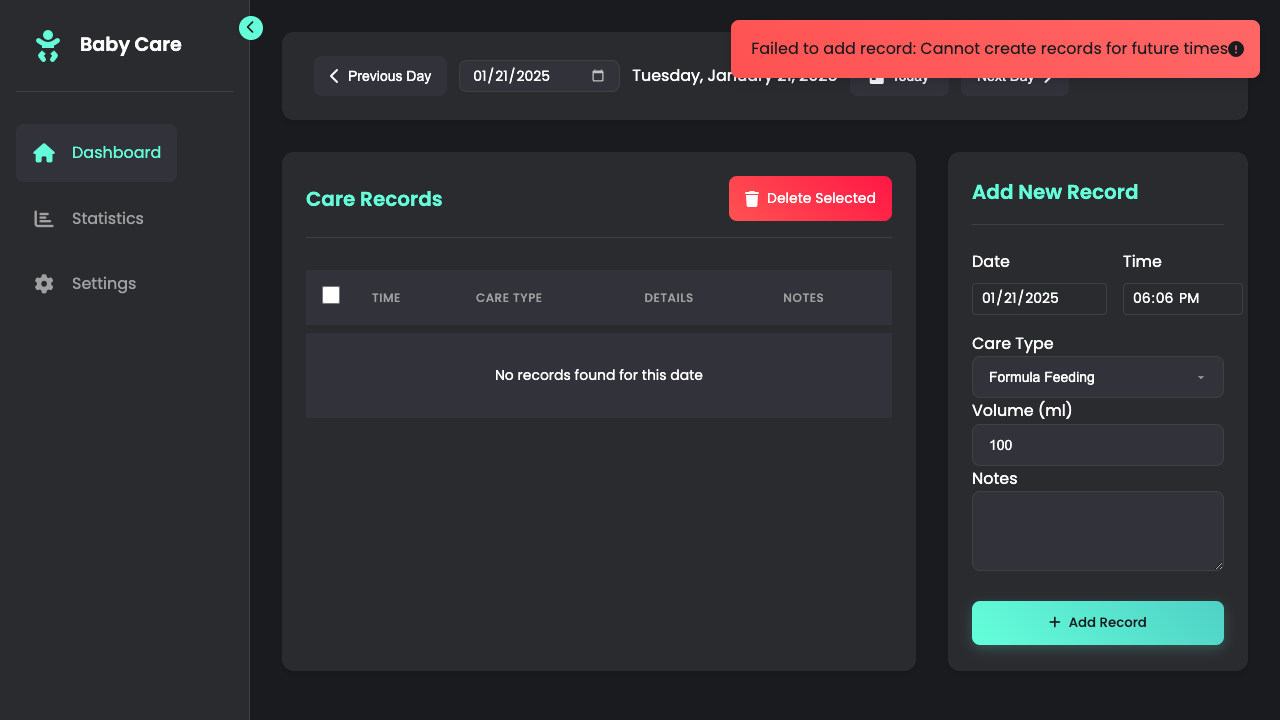 Baby Care
Dashboard
Statistics
Settings
Failed to add record: Cannot create records for future times
Previous Day
01/21/2025
Tuesday, January 21, 2025
Today
Next Day
Care Records
Delete Selected
TIME CARE TYPE DETAILS NOTES
No records found for this date
Add New Record
Date Time
01/21/2025 06:06 PM
Care Type
Formula Feeding
Volume (ml)
100
Notes
+ Add Record